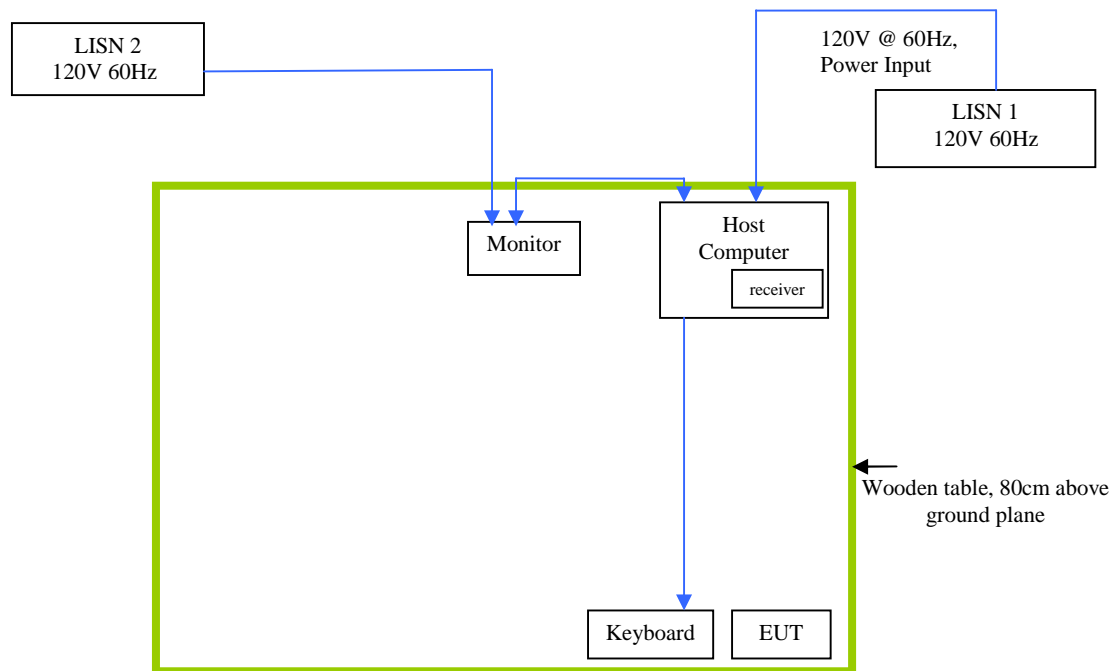 LISN 2
120V 60Hz
120V @ 60Hz,
Power Input
LISN 1
120V 60Hz
Monitor
Host
Computer
receiver
Wooden table, 80cm above
ground plane
Keyboard
EUT